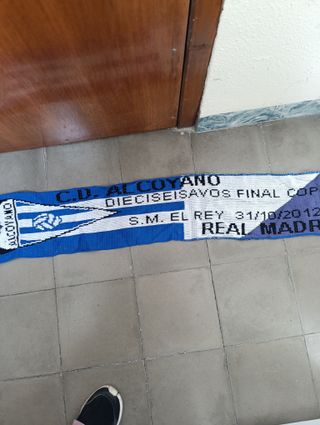 C.D. ALCOYANO
DIECISEISAVOS FINAL COP
S.M. EL REY 31/10/2012
REAL MADR
ALCOYANO